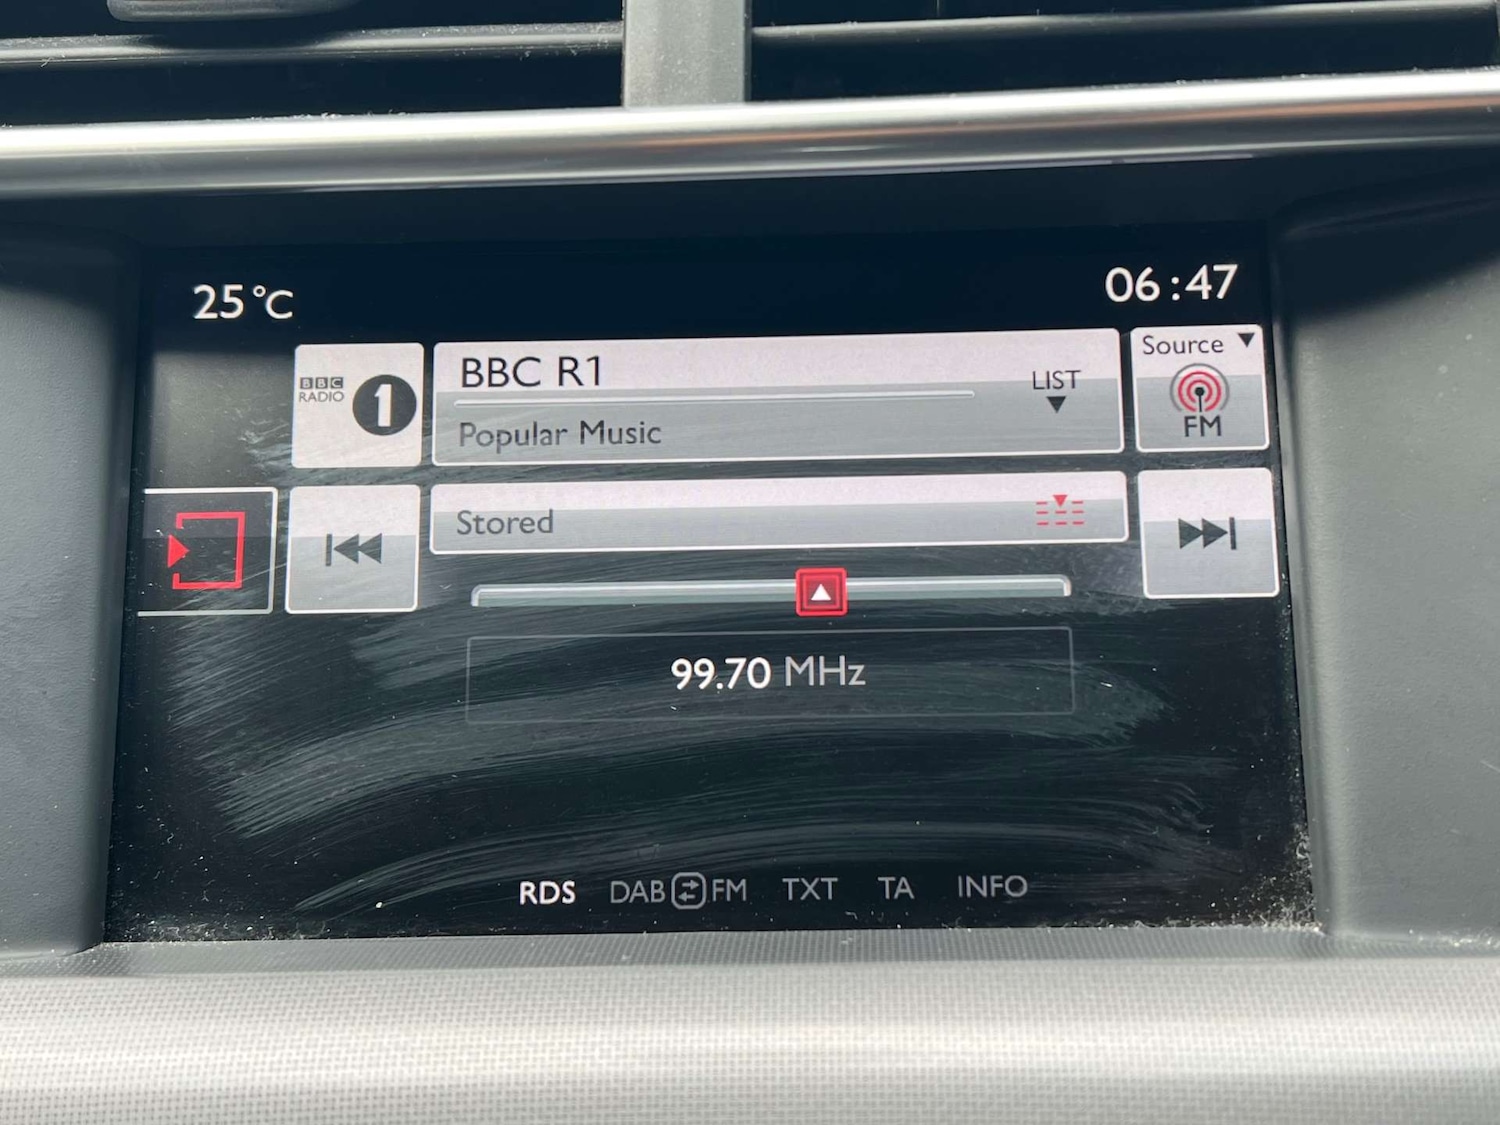 25°C
06:47
BBC
RADIO
1
BBC R1
LIST
Popular Music
Source
FM
Stored
99.70 MHz
RDS DAB FM TXT TA INFO